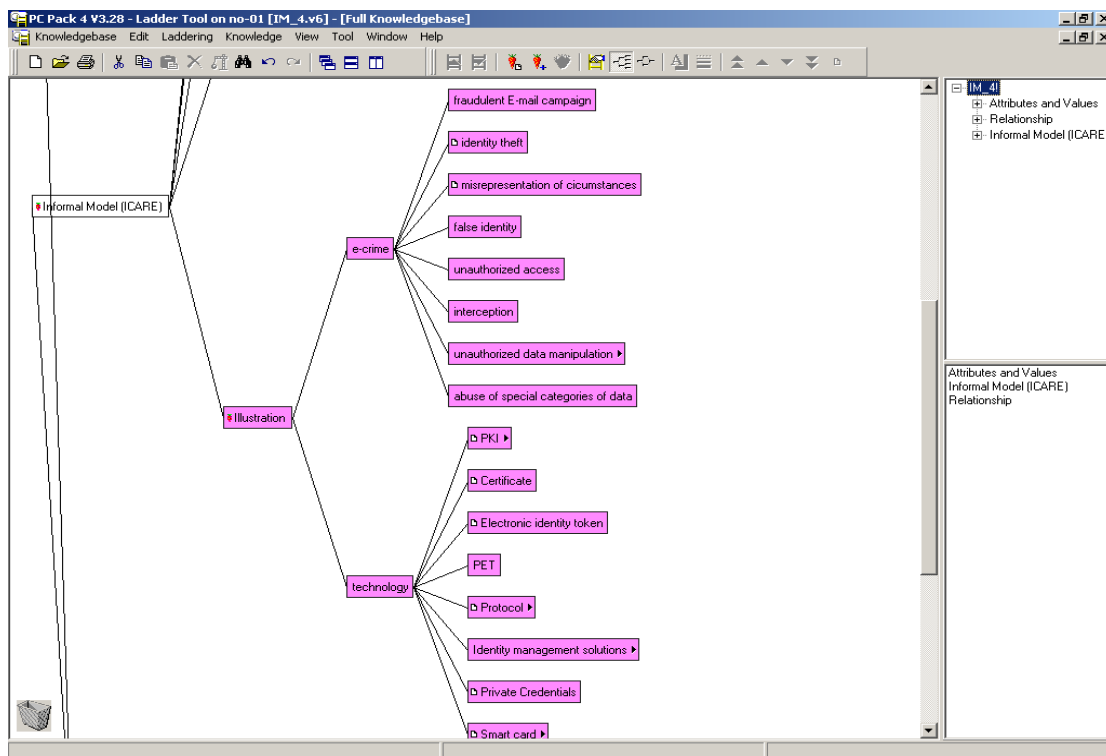 PC Pack 4 V3.28 - Ladder Tool on no-01 [IM_4.v6] - [Full Knowledgebase]
Knowledgebase Edit Laddering Knowledge View Tool Window Help
fraudulent E-mail campaign
identity theft
misrepresentation of cicumstances
Informal Model (ICARE)
false identity
e-crime
unauthorized access
interception
unauthorized data manipulation
abuse of special categories of data
Illustration
PKI
Certificate
Electronic identity token
PET
technology
Protocol
Identity management solutions
Private Credentials
Smart card
IM_4!
Attributes and Values
Relationship
Informal Model (ICARE
Attributes and Values
Informal Model (ICARE)
Relationship